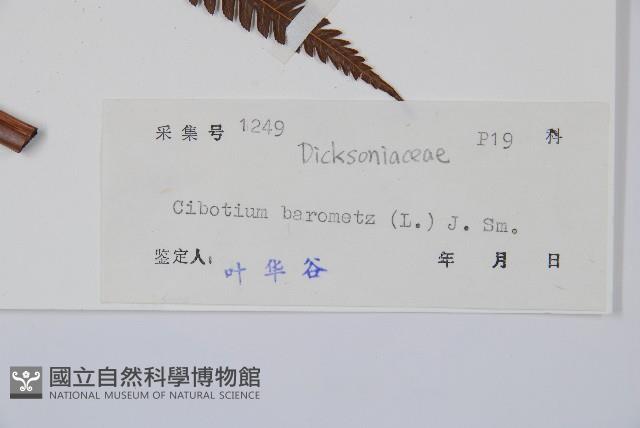 采集号 1249 P19 科
Dicksoniaceae
Cibotium barometz (L.) J. Sm.
鉴定人: 叶华谷 年 月 日
國立自然科學博物館
NATIONAL MUSEUM OF NATURAL SCIENCE